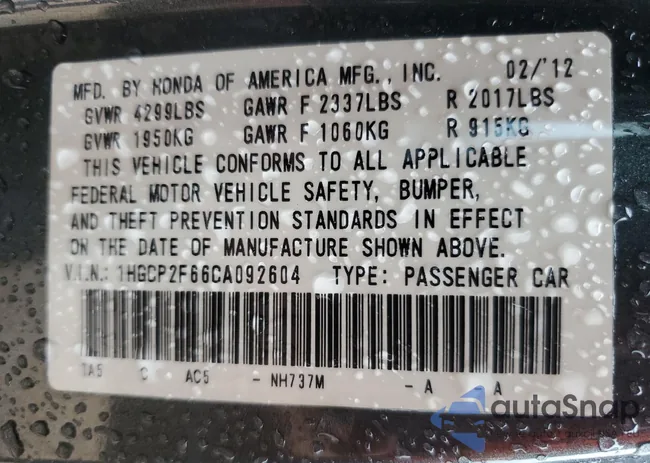 MFD. BY HONDA OF AMERICA MFG., INC. 02/'12
GVWR 4299LBS GAWR F 2337LBS R 2017LBS
GVWR 1950KG GAWR F 1060KG R 915KG
THIS VEHICLE CONFORMS TO ALL APPLICABLE
FEDERAL MOTOR VEHICLE SAFETY, BUMPER,
AND THEFT PREVENTION STANDARDS IN EFFECT
ON THE DATE OF MANUFACTURE SHOWN ABOVE.
V.I.N.: 1HGCP2F66CA092604 TYPE: PASSENGER CAR
TA5 C AC5 - NH737M - A A
autaSnap